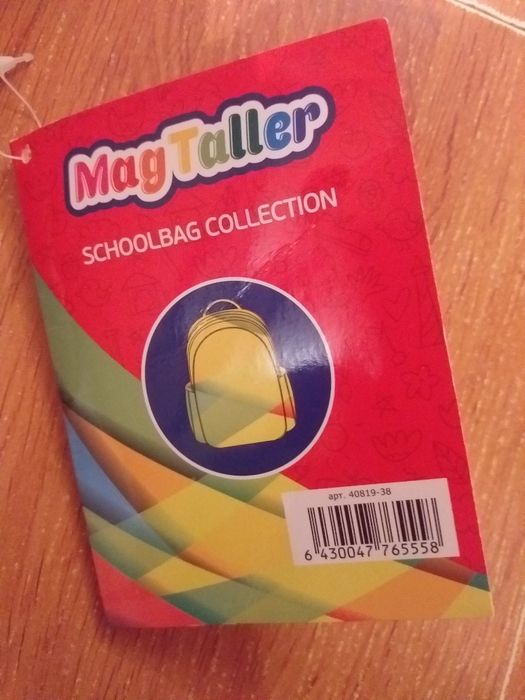 MagTaller
SCHOOLBAG COLLECTION
арт. 40819-38
6 430047 765558